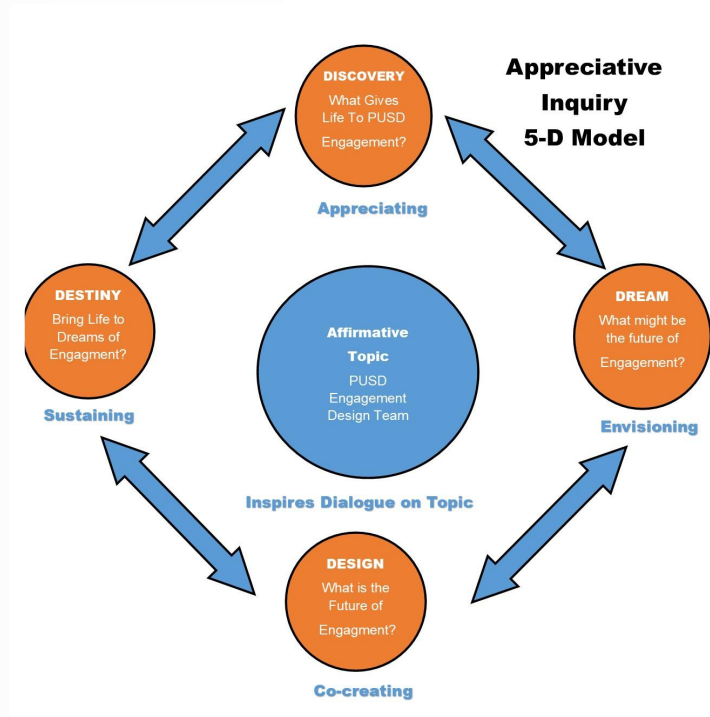 Appreciative
Inquiry
5-D Model
DISCOVERY
What Gives
Life To PUSD
Engagement?
Appreciating
DESTINY
Bring Life to
Dreams of
Engagment?
Sustaining
Affirmative
Topic
PUSD
Engagement
Design Team
Inspires Dialogue on Topic
DREAM
What might be
the future of
Engagement?
Envisioning
DESIGN
What is the
Future of
Engagment?
Co-creating